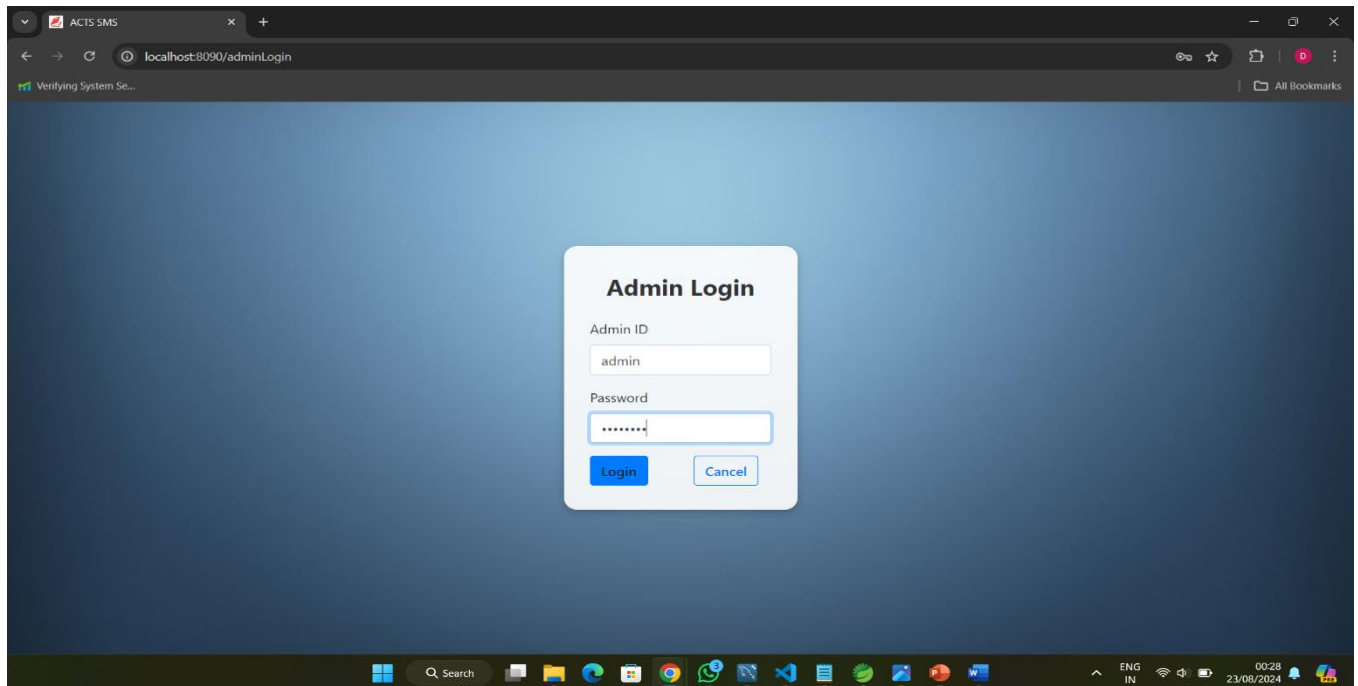 ACTS SMS
localhost:8090/adminLogin
D
Verifying System Se...
All Bookmarks
Admin Login
Admin ID
admin
Password
••••••••
Login Cancel
Search
3
ENG
IN
00:28
23/08/2024